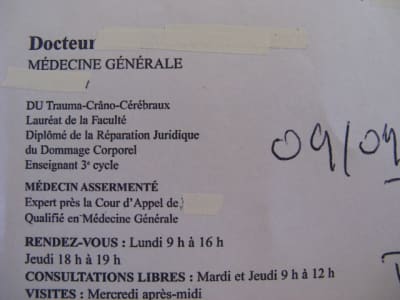 Docteur
MÉDECINE GÉNÉRALE
DU Trauma-Crâno-Cérébraux
Lauréat de la Faculté
Diplômé de la Réparation Juridique
du Dommage Corporel
Enseignant 3e cycle
09/09
MÉDECIN ASSERMENTÉ
Expert près la Cour d'Appel de
Qualifié en Médecine Générale
RENDEZ-VOUS : Lundi 9 h à 16 h
Jeudi 18 h à 19 h
CONSULTATIONS LIBRES : Mardi et Jeudi 9 h à 12 h
VISITES : Mercredi après-midi